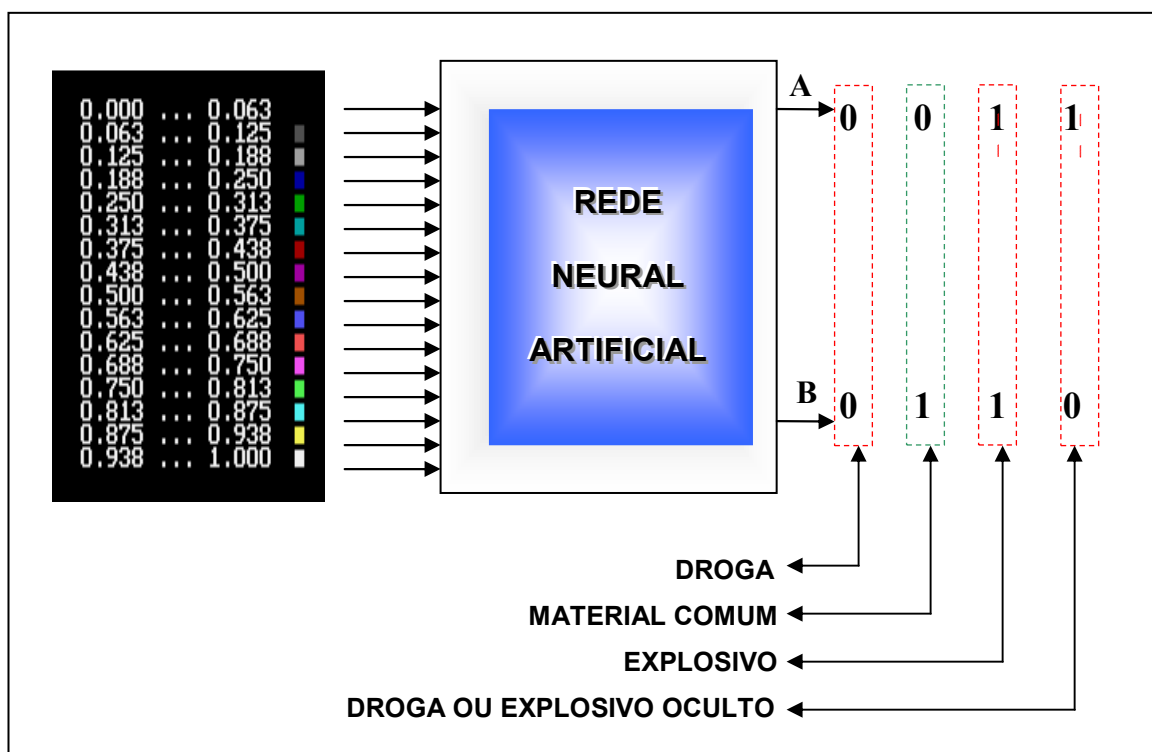 0.000 ... 0.063
0.063 ... 0.125
0.125 ... 0.188
0.188 ... 0.250
0.250 ... 0.313
0.313 ... 0.375
0.375 ... 0.438
0.438 ... 0.500
0.500 ... 0.563
0.563 ... 0.625
0.625 ... 0.688
0.688 ... 0.750
0.750 ... 0.813
0.813 ... 0.875
0.875 ... 0.938
0.938 ... 1.000
REDE
NEURAL
ARTIFICIAL
A
0 0 1 1
B
0 1 1 0
DROGA
MATERIAL COMUM
EXPLOSIVO
DROGA OU EXPLOSIVO OCULTO